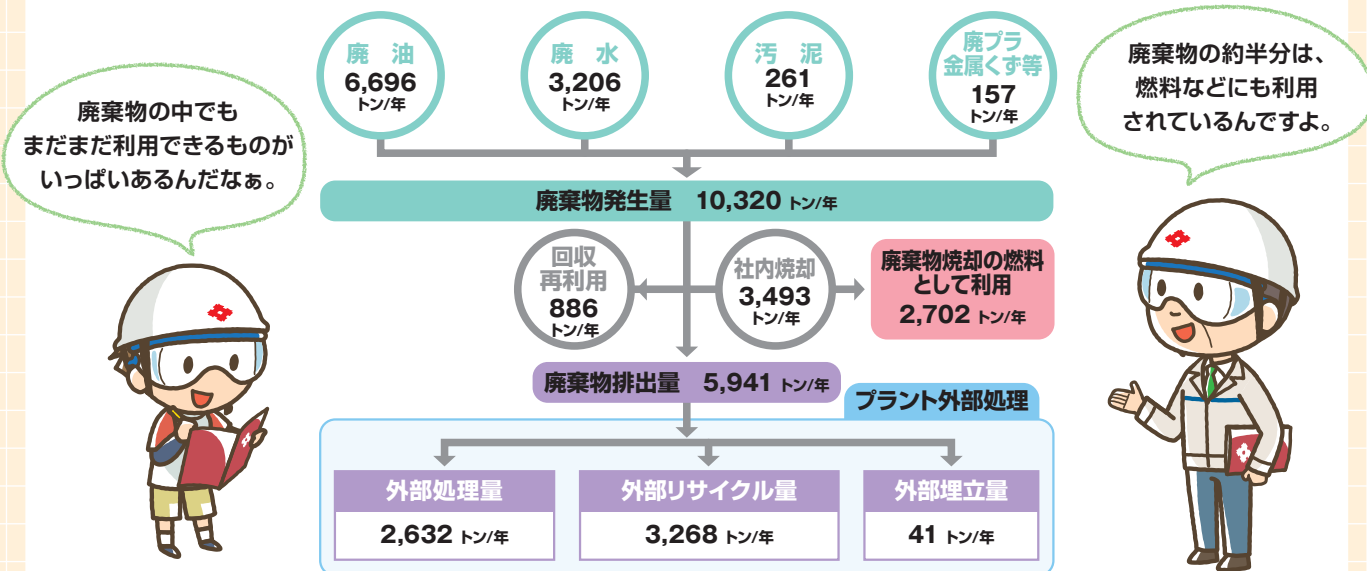 廃棄物の中でも
まだまだ利用できるものが
いっぱいあるんだなぁ。
廃油
6,696
トン/年
廃水
3,206
トン/年
汚泥
261
トン/年
廃プラ
金属くず等
157
トン/年
廃棄物の約半分は、
燃料などにも利用
されているんですよ。
廃棄物発生量 10,320 トン/年
回収
再利用
886
トン/年
社内焼却
3,493
トン/年
廃棄物焼却の燃料
として利用
2,702 トン/年
廃棄物排出量 5,941 トン/年
プラント外部処理
外部処理量
2,632 トン/年
外部リサイクル量
3,268 トン/年
外部埋立量
41 トン/年